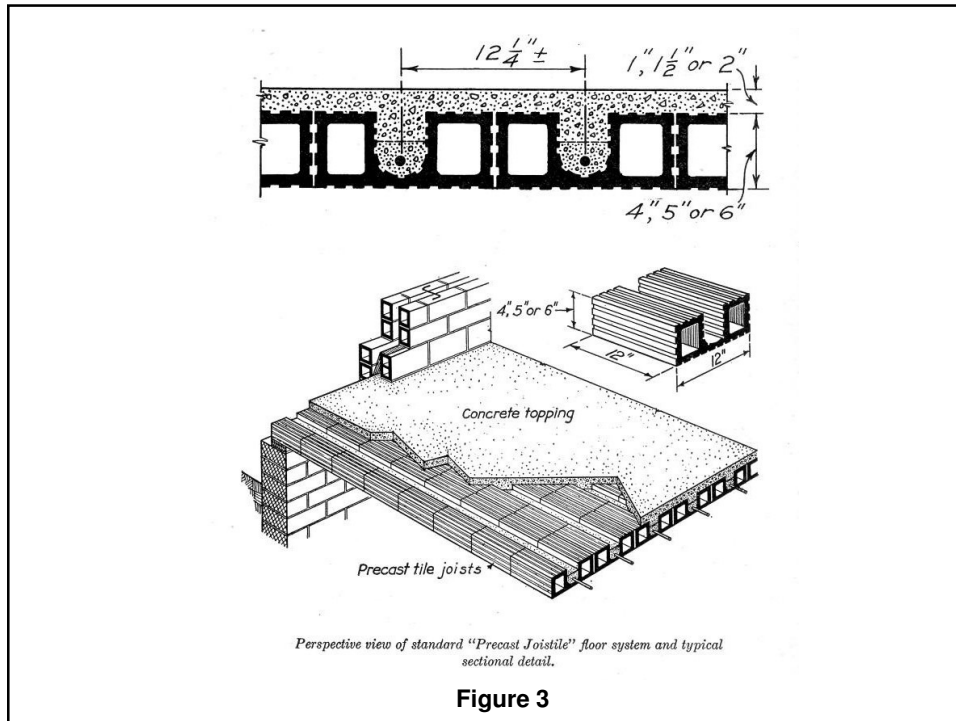 12 1/4" ±
1", 1 1/2" or 2"
4", 5" or 6"
4", 5" or 6"
12"
12"
Concrete topping
Precast tile joists
Perspective view of standard "Precast Joistile" floor system and typical
sectional detail.
Figure 3